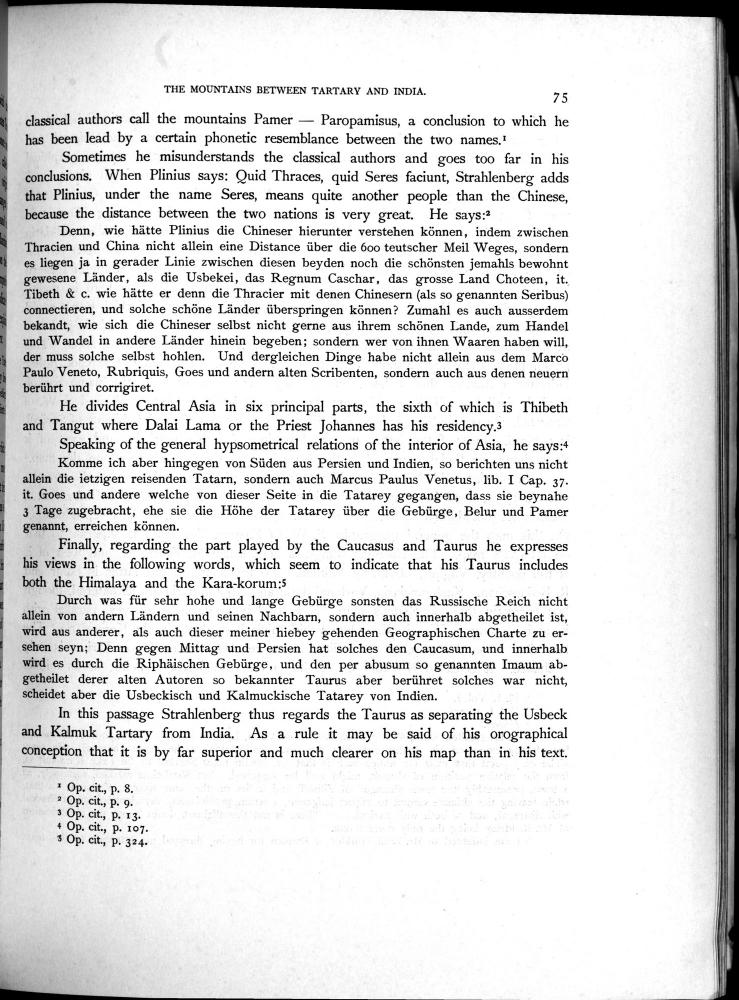 THE MOUNTAINS BETWEEN TARTARY AND INDIA.
75
classical authors call the mountains Pamer — Paropamisus, a conclusion to which he
has been lead by a certain phonetic resemblance between the two names.¹
Sometimes he misunderstands the classical authors and goes too far in his
conclusions. When Plinius says: Quid Thraces, quid Seres faciunt, Strahlenberg adds
that Plinius, under the name Seres, means quite another people than the Chinese,
because the distance between the two nations is very great. He says:²
Denn, wie hätte Plinius die Chineser hierunter verstehen können, indem zwischen
Thracien und China nicht allein eine Distance über die 600 teutscher Meil Weges, sondern
es liegen ja in gerader Linie zwischen diesen beyden noch die schönsten jemahls bewohnt
gewesene Länder, als die Usbekei, das Regnum Caschar, das grosse Land Choteen, it.
Tibeth & c. wie hätte er denn die Thracier mit denen Chinesern (als so genannten Seribus)
connectieren, und solche schöne Länder überspringen können? Zumahl es auch ausserdem
bekandt, wie sich die Chineser selbst nicht gerne aus ihrem schönen Lande, zum Handel
und Wandel in andere Länder hinein begeben; sondern wer von ihnen Waaren haben will,
der muss solche selbst hohlen. Und dergleichen Dinge habe nicht allein aus dem Marco
Paulo Veneto, Rubriquis, Goes und andern alten Scribenten, sondern auch aus denen neuern
berührt und corrigiret.
He divides Central Asia in six principal parts, the sixth of which is Thibeth
and Tangut where Dalai Lama or the Priest Johannes has his residency.³
Speaking of the general hypsometrical relations of the interior of Asia, he says:⁴
Komme ich aber hingegen von Süden aus Persien und Indien, so berichten uns nicht
allein die ietzigen reisenden Tatarn, sondern auch Marcus Paulus Venetus, lib. I Cap. 37.
it. Goes und andere welche von dieser Seite in die Tatarey gegangen, dass sie beynahe
3 Tage zugebracht, ehe sie die Höhe der Tatarey über die Gebürge, Belur und Pamer
genannt, erreichen können.
Finally, regarding the part played by the Caucasus and Taurus he expresses
his views in the following words, which seem to indicate that his Taurus includes
both the Himalaya and the Kara-korum:⁵
Durch was für sehr hohe und lange Gebürge sonsten das Russische Reich nicht
allein von andern Ländern und seinen Nachbarn, sondern auch innerhalb abgetheilet ist,
wird aus anderer, als auch dieser meiner hiebey gehenden Geographischen Charte zu er-
sehen seyn; Denn gegen Mittag und Persien hat solches den Caucasum, und innerhalb
wird es durch die Riphäischen Gebürge, und den per abusum so genannten Imaum ab-
getheilet derer alten Autoren so bekannter Taurus aber berühret solches war nicht,
scheidet aber die Usbeckisch und Kalmuckische Tatarey von Indien.
In this passage Strahlenberg thus regards the Taurus as separating the Usbeck
and Kalmuk Tartary from India. As a rule it may be said of his orographical
conception that it is by far superior and much clearer on his map than in his text.
¹ Op. cit., p. 8.
² Op. cit., p. 9.
³ Op. cit., p. 13.
⁴ Op. cit., p. 107.
⁵ Op. cit., p. 324.